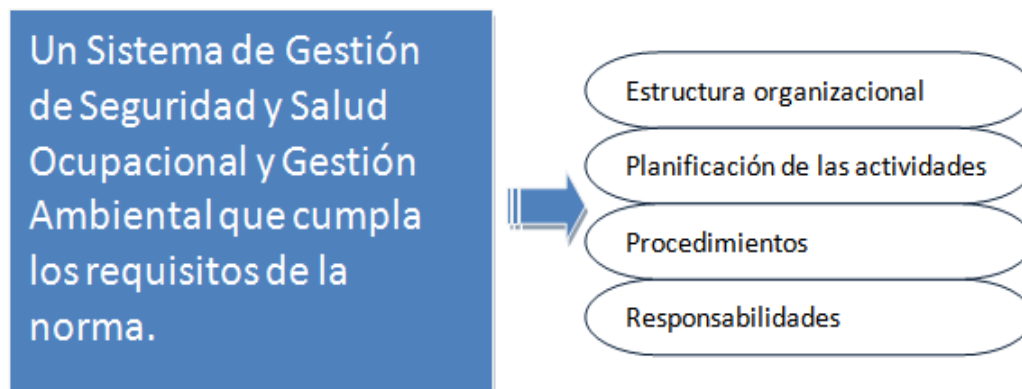 Un Sistema de Gestión
de Seguridad y Salud
Ocupacional y Gestión
Ambiental que cumpla
los requisitos de la
norma.
Estructura organizacional
Planificación de las actividades
Procedimientos
Responsabilidades